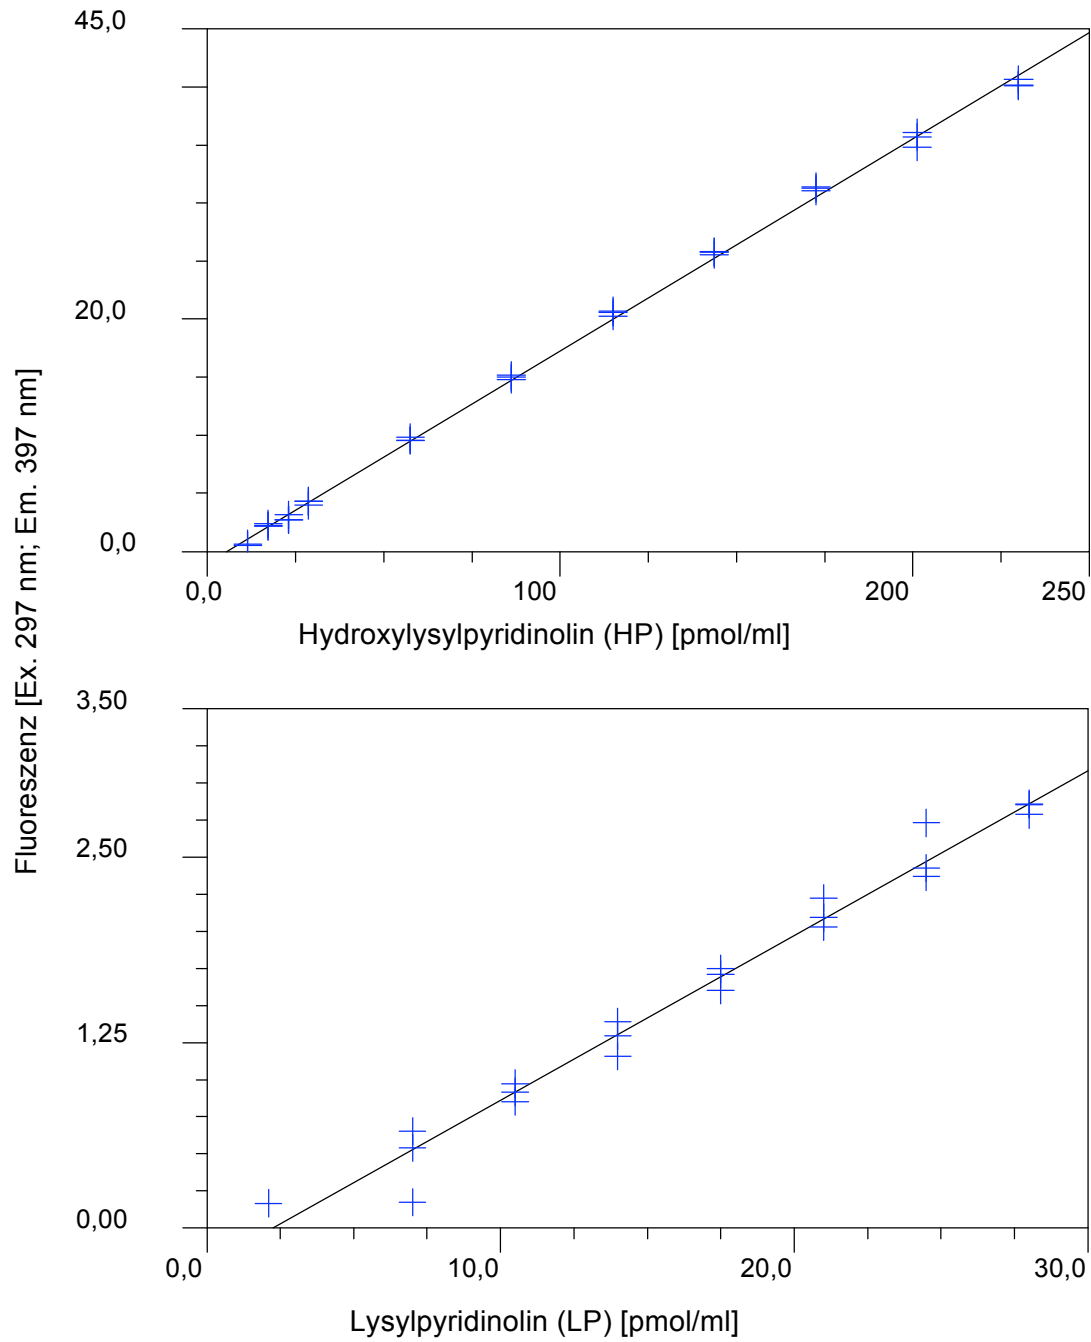 45,0
20,0
0,0
0,0 100 200 250
Hydroxylysylpyridinolin (HP) [pmol/ml]
Fluoreszenz [Ex. 297 nm; Em. 397 nm]
3,50
2,50
1,25
0,00
0,0 10,0 20,0 30,0
Lysylpyridinolin (LP) [pmol/ml]